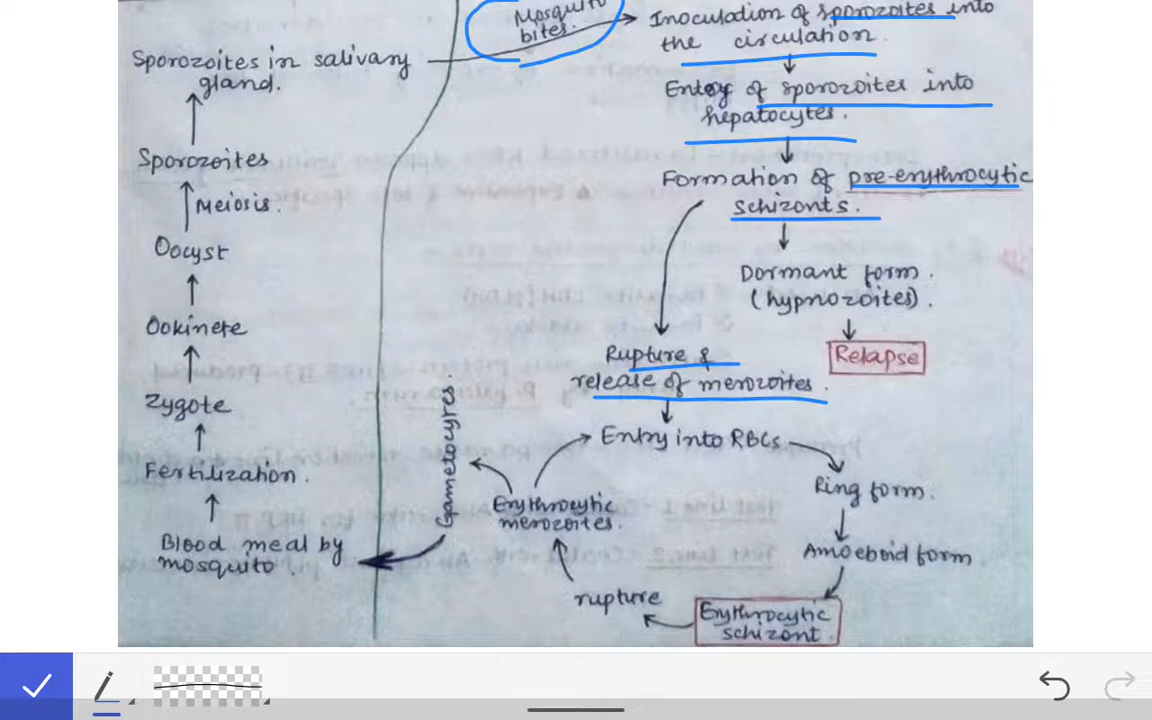 Mosquito
bites.
Inoculation of sporozoites into
the circulation
Sporozoites in salivary
gland.
Entry of sporozoites into
hepatocytes.
Sporozoites
Formation of pre-erythrocytic
schizonts.
Meiosis.
Oocyst
Dormant form.
(hypnozoites).
Ookinete
Relapse
Rupture &
release of merozoites.
Zygote
Gametocytes.
Entry into RBCs
Fertilization.
Ring form.
Erythrocytic
merozoites.
Blood meal by
mosquito.
Amoeboid form
rupture
Erythrocytic
schizont.